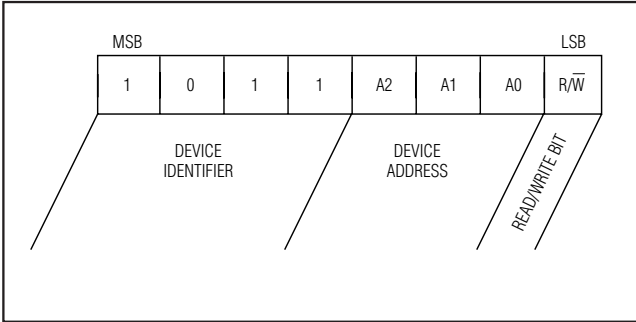 MSB LSB
1 0 1 1 A2 A1 A0 R/W̅
DEVICE
IDENTIFIER
DEVICE
ADDRESS
READ/WRITE BIT